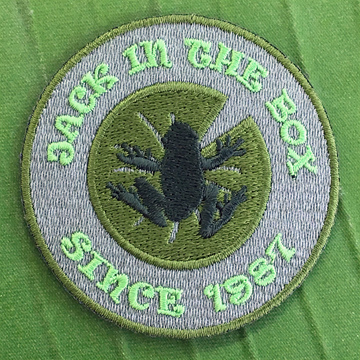 JACK IN THE BOX
SINCE 1987